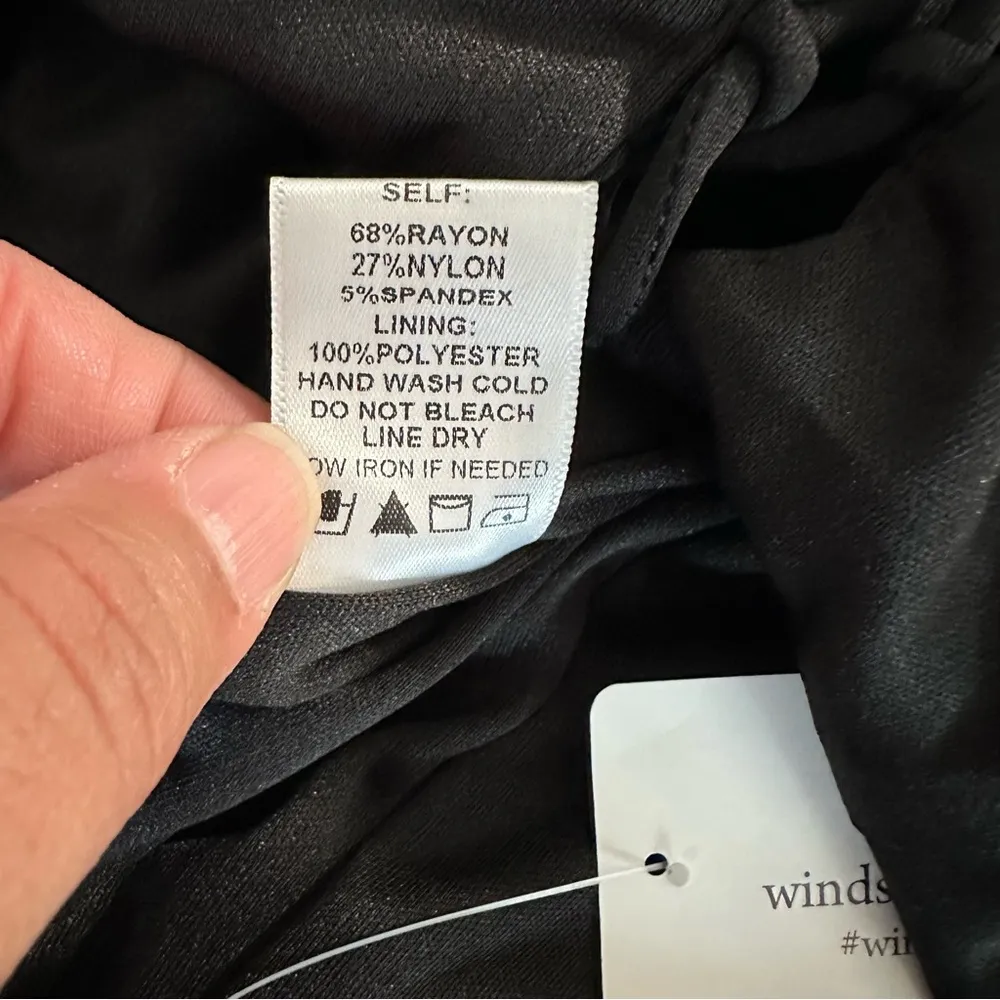 SELF:
68%RAYON
27%NYLON
5%SPANDEX
LINING:
100%POLYESTER
HAND WASH COLD
DO NOT BLEACH
LINE DRY
OW IRON IF NEEDED
winds
#wi